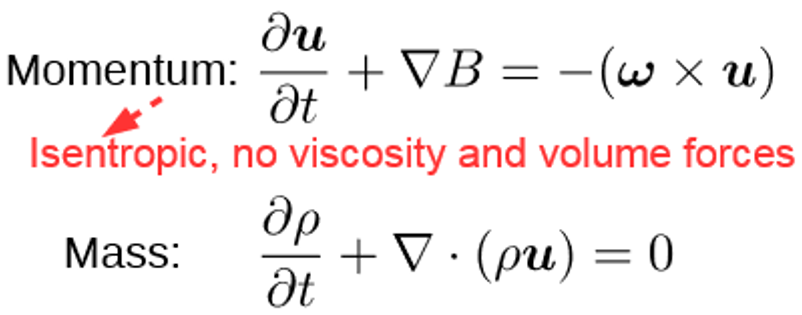 Momentum: ∂u/∂t + ∇B = −(ω × u)
Isentropic, no viscosity and volume forces
Mass: ∂ρ/∂t + ∇ · (ρu) = 0